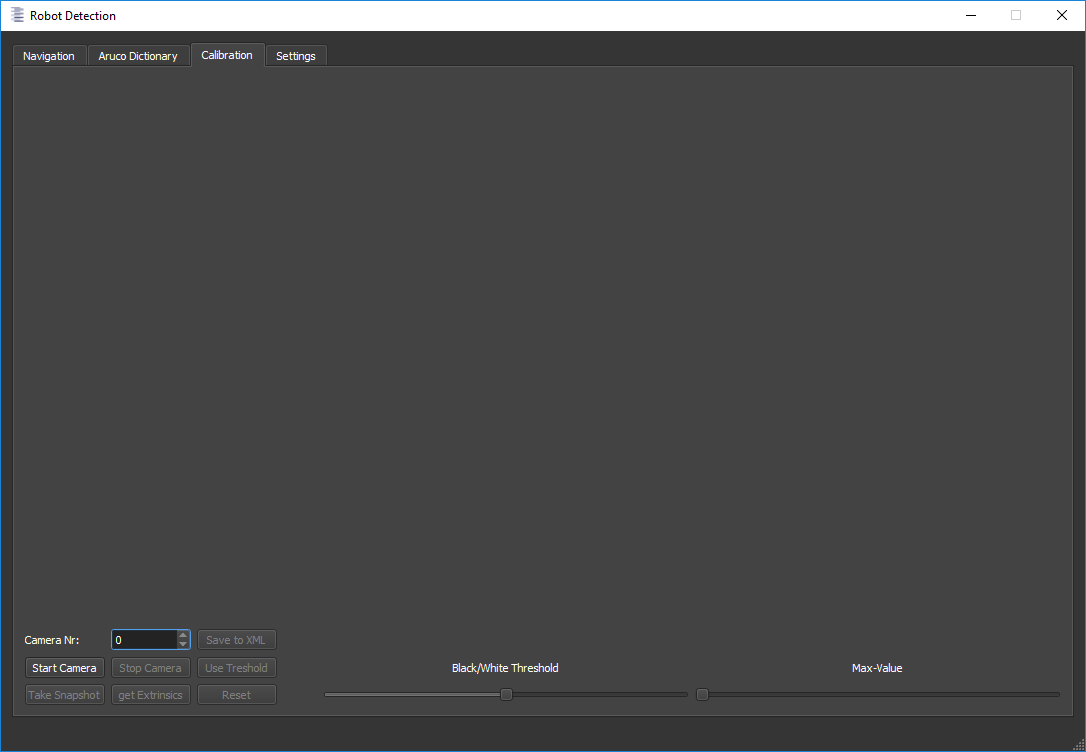 Robot Detection
Navigation Aruco Dictionary Calibration Settings
Camera Nr: 0 Save to XML
Start Camera Stop Camera Use Treshold Black/White Threshold Max-Value
Take Snapshot get Extrinsics Reset